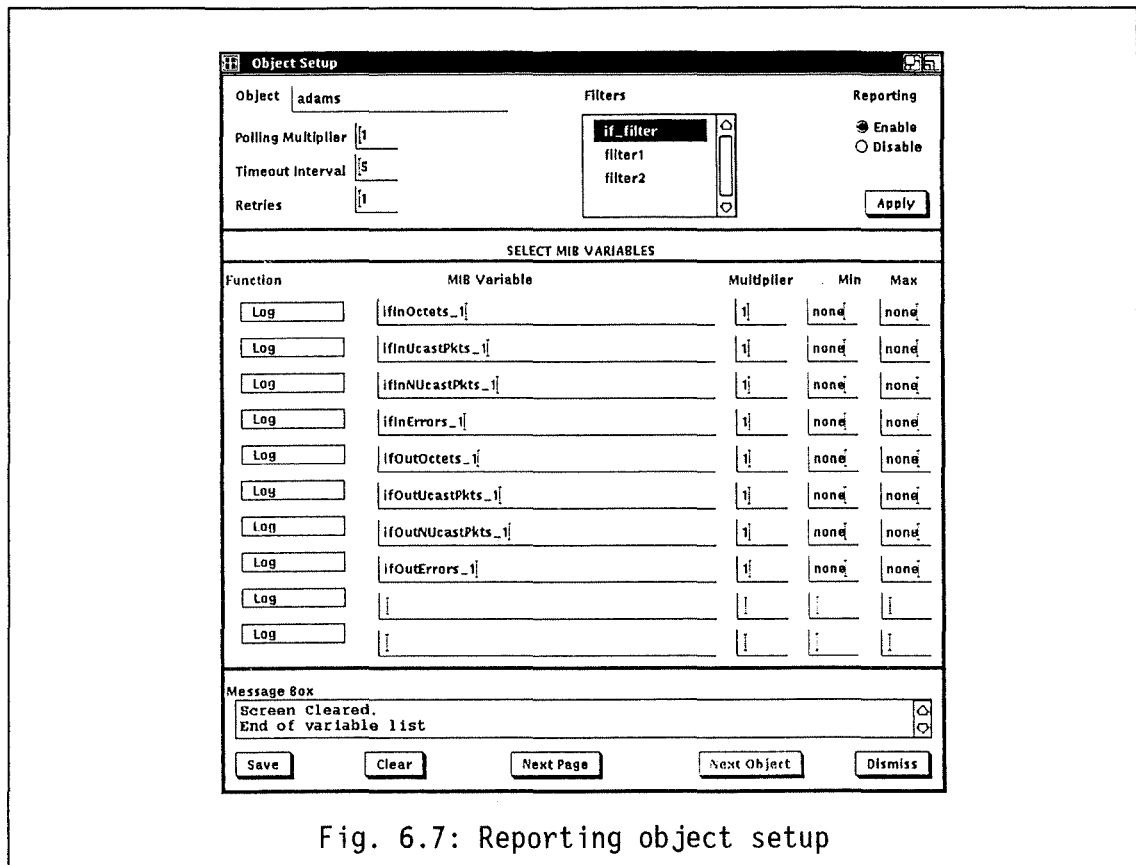 Object Setup
Object adams Filters Reporting
Polling Multiplier 1 if_filter Enable
Timeout Interval 5 filter1 Disable
Retries 1 filter2 Apply
SELECT MIB VARIABLES
Function MIB Variable Multiplier Min Max
Log ifInOctets_1 1 none none
Log ifInUcastPkts_1 1 none none
Log ifInNUcastPkts_1 1 none none
Log ifInErrors_1 1 none none
Log ifOutOctets_1 1 none none
Log ifOutUcastPkts_1 1 none none
Log ifOutNUcastPkts_1 1 none none
Log ifOutErrors_1 1 none none
Log
Log
Message Box
Screen Cleared.
End of variable list
Save Clear Next Page Next Object Dismiss
Fig. 6.7: Reporting object setup